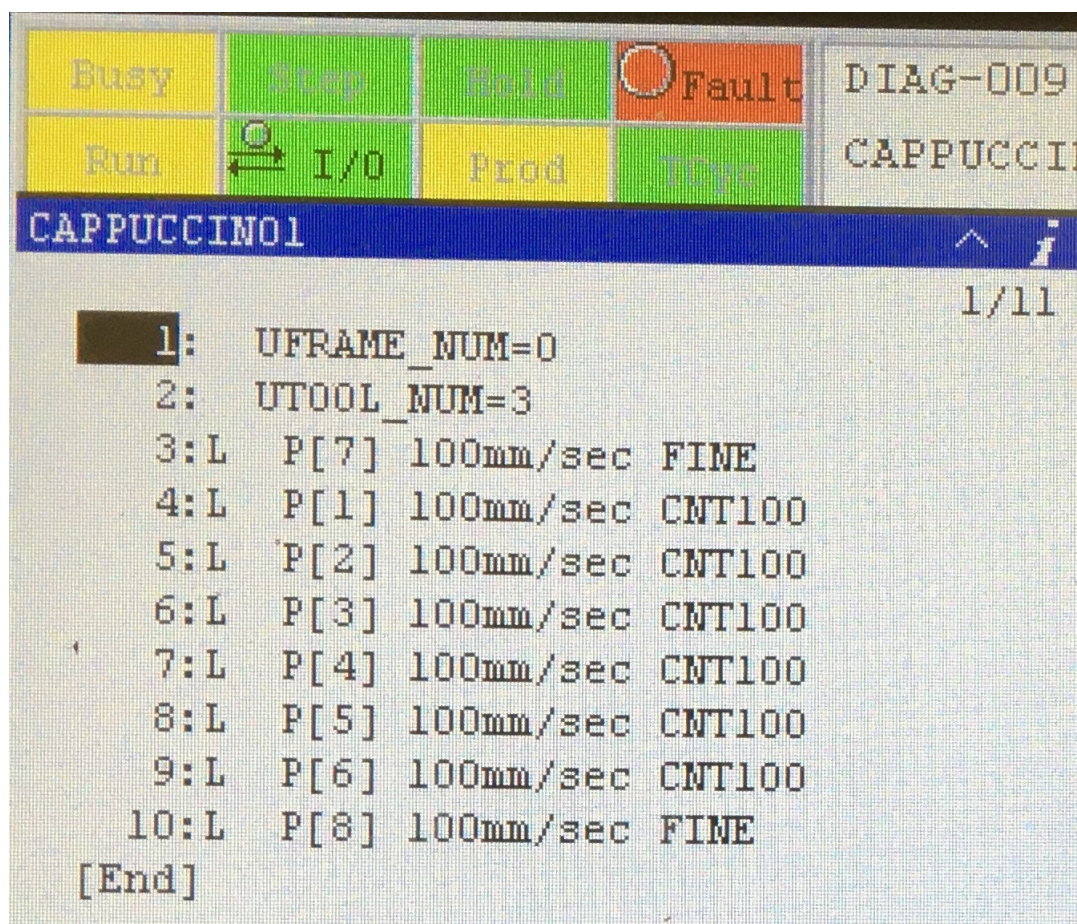 Busy Step Hold Fault DIAG-009
Run I/O Prod TCyc CAPPUCCI
CAPPUCCINO1
1/11
1: UFRAME_NUM=0
2: UTOOL_NUM=3
3:L P[7] 100mm/sec FINE
4:L P[1] 100mm/sec CNT100
5:L P[2] 100mm/sec CNT100
6:L P[3] 100mm/sec CNT100
7:L P[4] 100mm/sec CNT100
8:L P[5] 100mm/sec CNT100
9:L P[6] 100mm/sec CNT100
10:L P[8] 100mm/sec FINE
[End]